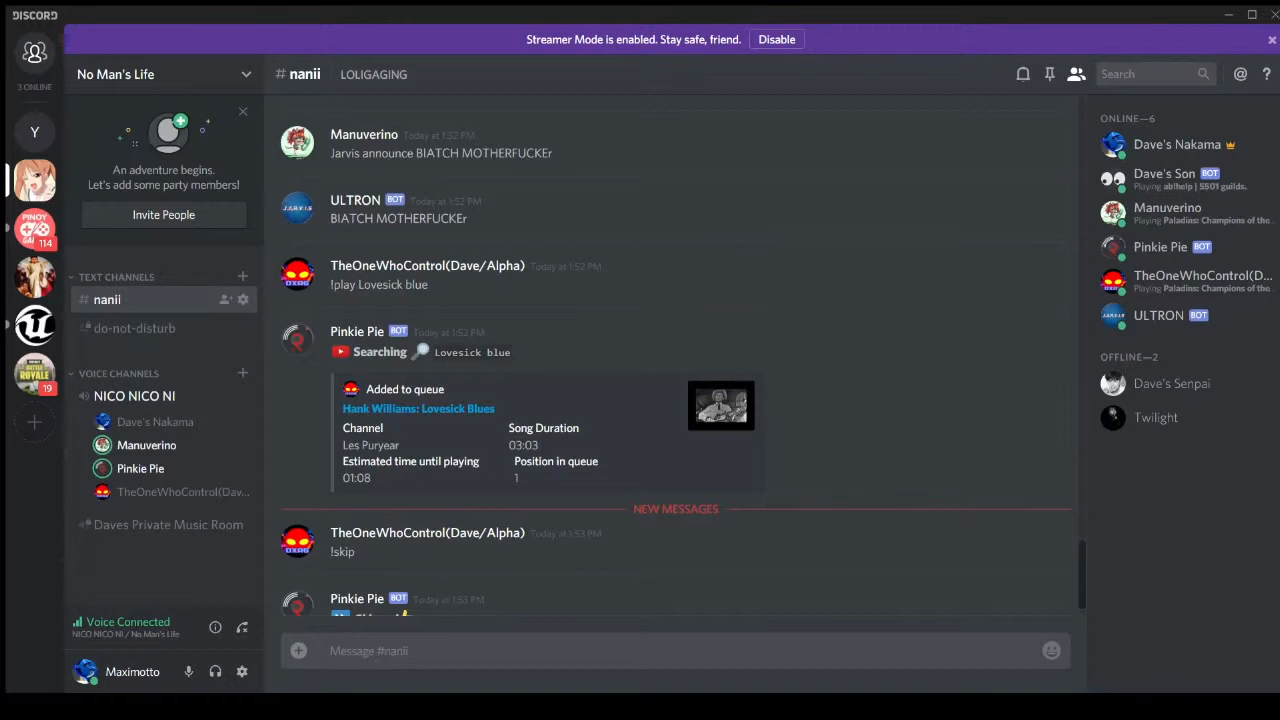 DISCORD
Streamer Mode is enabled. Stay safe, friend. Disable
3 ONLINE
Y
PINOY
114
19
No Man's Life
An adventure begins.
Let's add some party members!
Invite People
TEXT CHANNELS
nanii
do-not-disturb
VOICE CHANNELS
NICO NICO NI
Dave's Nakama
Manuverino
Pinkie Pie
TheOneWhoControl(Dav...
Daves Private Music Room
Voice Connected
NICO NICO NI / No Man's Life
Maximotto
# nanii LOLIGAGING
Search
Manuverino Today at 1:52 PM
Jarvis announce BIATCH MOTHERFUCKEr
J.A.R.V.I.S
ULTRON BOT Today at 1:52 PM
BIATCH MOTHERFUCKEr
TheOneWhoControl(Dave/Alpha) Today at 1:52 PM
!play Lovesick blue
Pinkie Pie BOT Today at 1:52 PM
Searching Lovesick blue
Added to queue
Hank Williams: Lovesick Blues
Channel Song Duration
Les Puryear 03:03
Estimated time until playing Position in queue
01:08 1
NEW MESSAGES
TheOneWhoControl(Dave/Alpha) Today at 1:53 PM
!skip
Pinkie Pie BOT Today at 1:53 PM
Message #nanii
ONLINE—6
Dave's Nakama
Dave's Son BOT
Playing ab!help | 5501 guilds.
Manuverino
Playing Paladins: Champions of the...
Pinkie Pie BOT
TheOneWhoControl(D...
Playing Paladins: Champions of the...
ULTRON BOT
OFFLINE—2
Dave's Senpai
Twilight